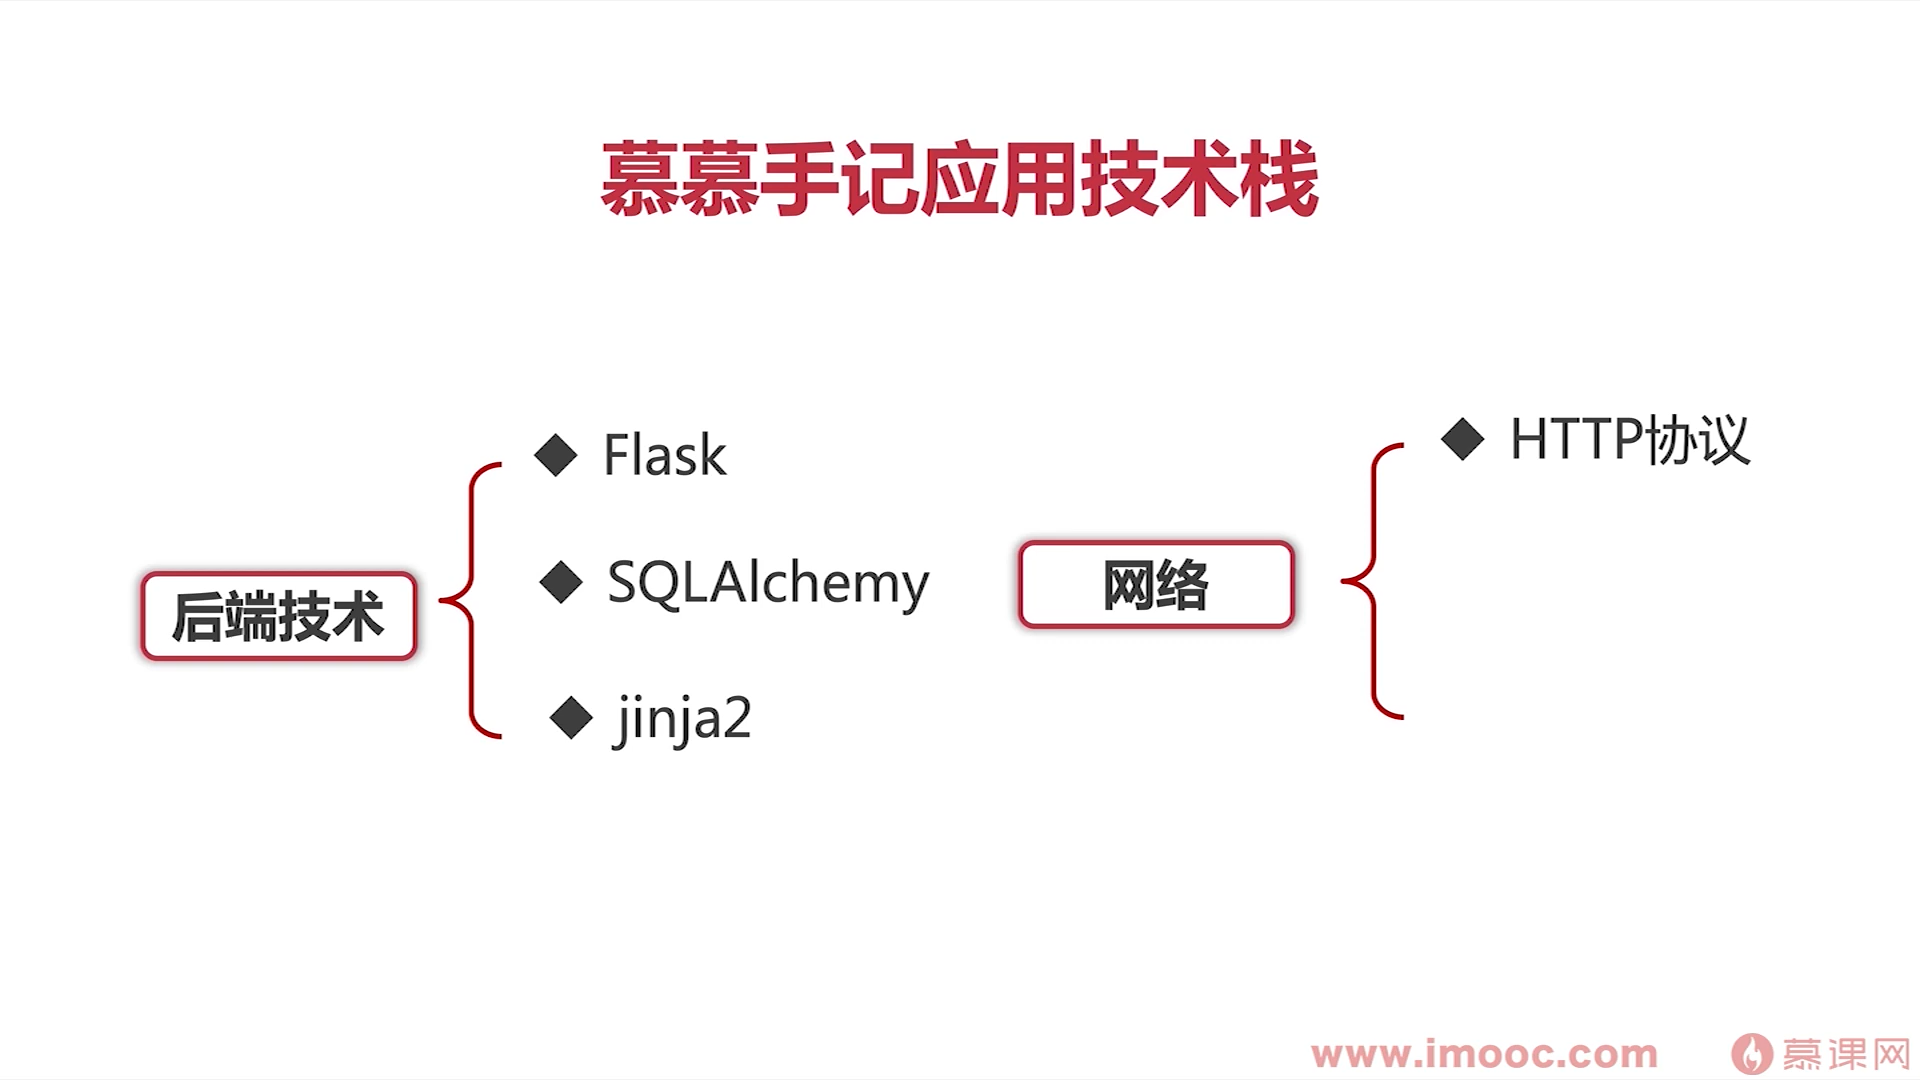 慕慕手记应用技术栈
后端技术
Flask
SQLAlchemy
jinja2
网络
HTTP协议
www.imooc.com
慕课网